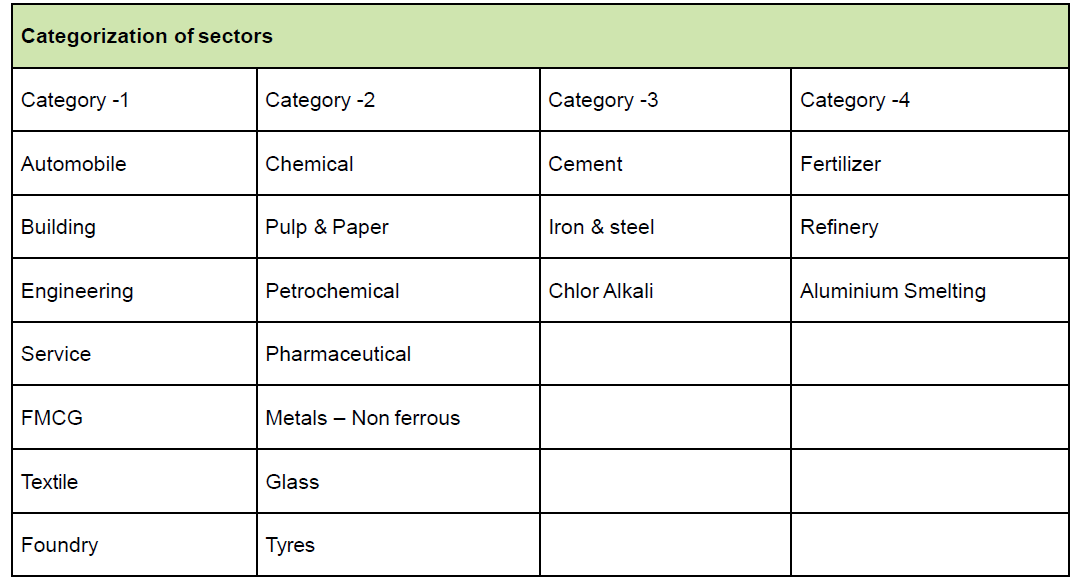 Categorization of sectors
Category -1 Category -2 Category -3 Category -4
Automobile Chemical Cement Fertilizer
Building Pulp & Paper Iron & steel Refinery
Engineering Petrochemical Chlor Alkali Aluminium Smelting
Service Pharmaceutical
FMCG Metals – Non ferrous
Textile Glass
Foundry Tyres